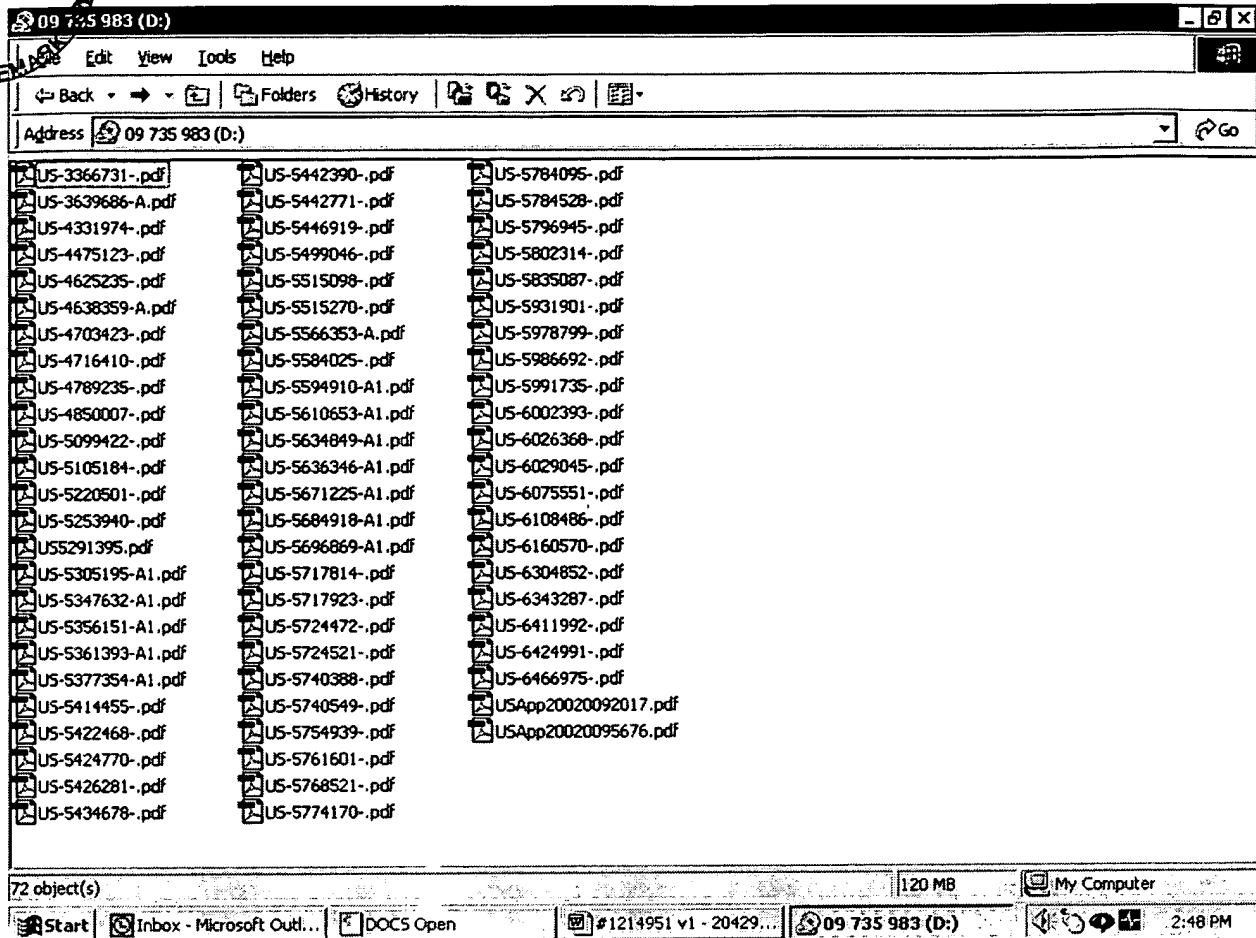 09 735 983 (D:)
Edit View Tools Help
Back Folders History
Address 09 735 983 (D:) Go
US-3366731-.pdf
US-3639686-A.pdf
US-4331974-.pdf
US-4475123-.pdf
US-4625235-.pdf
US-4638359-A.pdf
US-4703423-.pdf
US-4716410-.pdf
US-4789235-.pdf
US-4850007-.pdf
US-5099422-.pdf
US-5105184-.pdf
US-5220501-.pdf
US-5253940-.pdf
US5291395.pdf
US-5305195-A1.pdf
US-5347632-A1.pdf
US-5356151-A1.pdf
US-5361393-A1.pdf
US-5377354-A1.pdf
US-5414455-.pdf
US-5422468-.pdf
US-5424770-.pdf
US-5426281-.pdf
US-5434678-.pdf
US-5442390-.pdf
US-5442771-.pdf
US-5446919-.pdf
US-5499046-.pdf
US-5515098-.pdf
US-5515270-.pdf
US-5566353-A.pdf
US-5584025-.pdf
US-5594910-A1.pdf
US-5610653-A1.pdf
US-5634849-A1.pdf
US-5636346-A1.pdf
US-5671225-A1.pdf
US-5684918-A1.pdf
US-5696869-A1.pdf
US-5717814-.pdf
US-5717923-.pdf
US-5724472-.pdf
US-5724521-.pdf
US-5740388-.pdf
US-5740549-.pdf
US-5754939-.pdf
US-5761601-.pdf
US-5768521-.pdf
US-5774170-.pdf
US-5784095-.pdf
US-5784528-.pdf
US-5796945-.pdf
US-5802314-.pdf
US-5835087-.pdf
US-5931901-.pdf
US-5978799-.pdf
US-5986692-.pdf
US-5991735-.pdf
US-6002393-.pdf
US-6026368-.pdf
US-6029045-.pdf
US-6075551-.pdf
US-6108486-.pdf
US-6160570-.pdf
US-6304852-.pdf
US-6343287-.pdf
US-6411992-.pdf
US-6424991-.pdf
US-6466975-.pdf
USApp20020092017.pdf
USApp20020095676.pdf
72 object(s) 120 MB My Computer
Start Inbox - Microsoft Outl... DOCS Open #1214951 v1 - 20429... 09 735 983 (D:) 2:48 PM